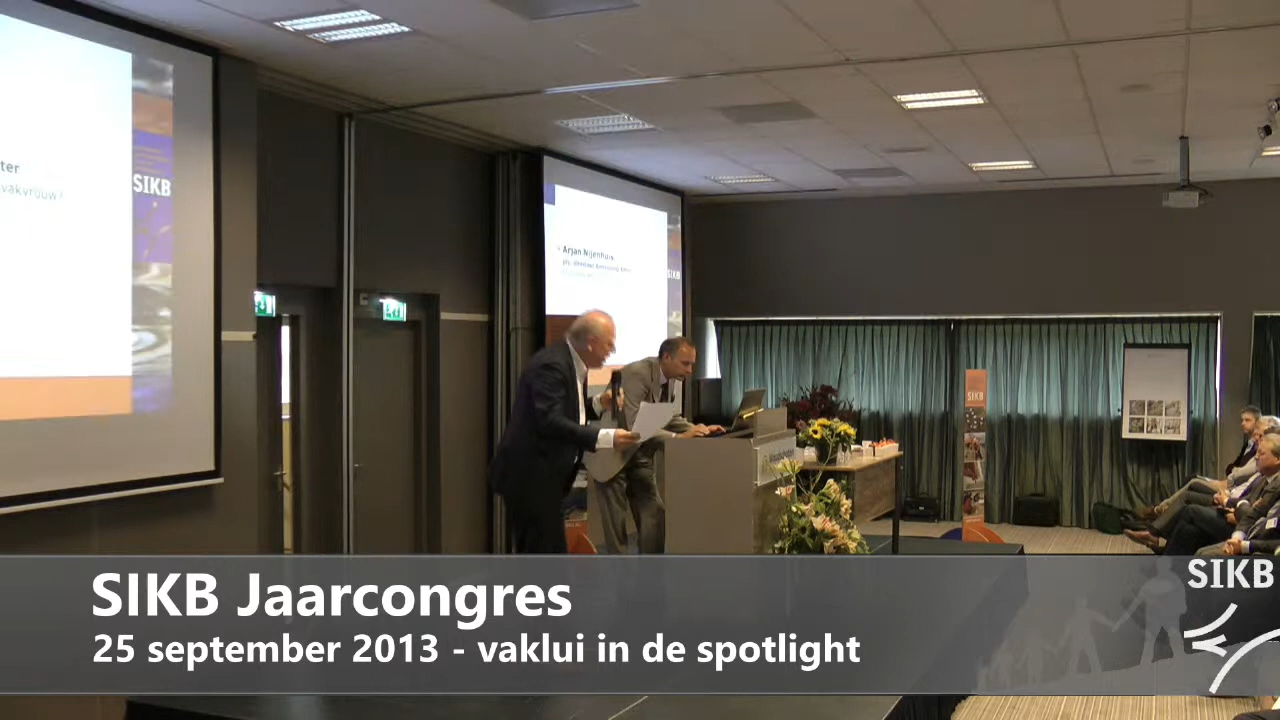 ter
vakvrouw?
SIKB
Arjan Nijenhuis
SIKB
SIKB
SIKB Jaarcongres
25 september 2013 - vaklui in de spotlight
SIKB